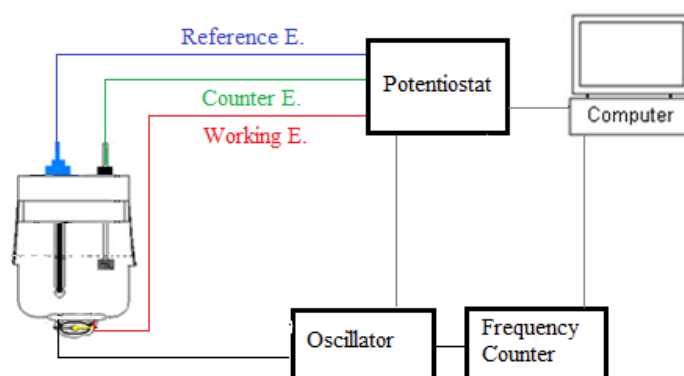 Reference E.
Potentiostat
Counter E.
Computer
Working E.
Oscillator
Frequency
Counter